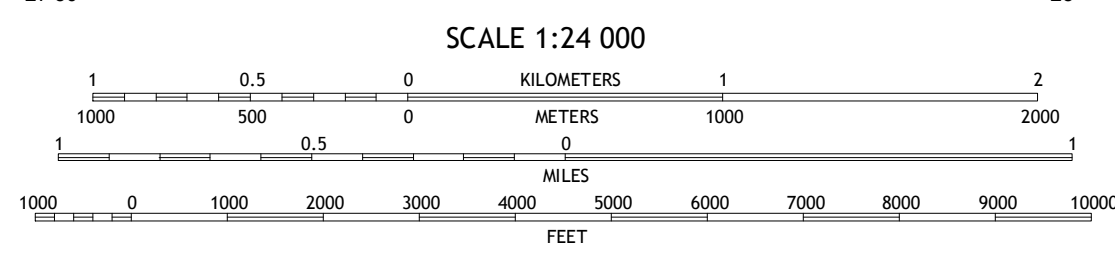 SCALE 1:24 000
1 0.5 0 KILOMETERS 1 2
1000 500 0 METERS 1000 2000
1 0.5 0 1
MILES
1000 0 1000 2000 3000 4000 5000 6000 7000 8000 9000 10000
FEET